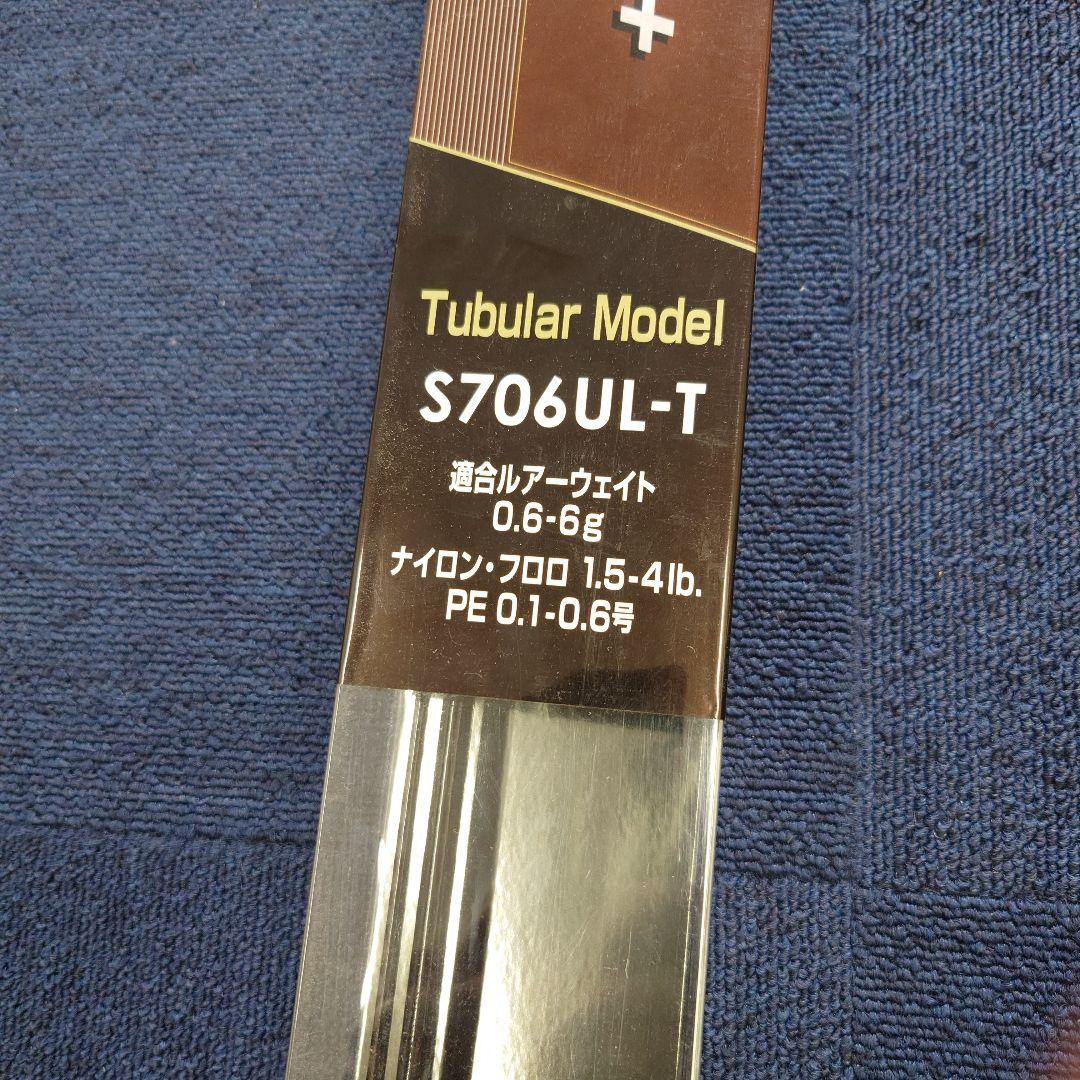 +
Tubular Model
S706UL-T
適合ルアーウェイト
0.6-6g
ナイロン・フロロ 1.5-4lb.
PE 0.1-0.6号